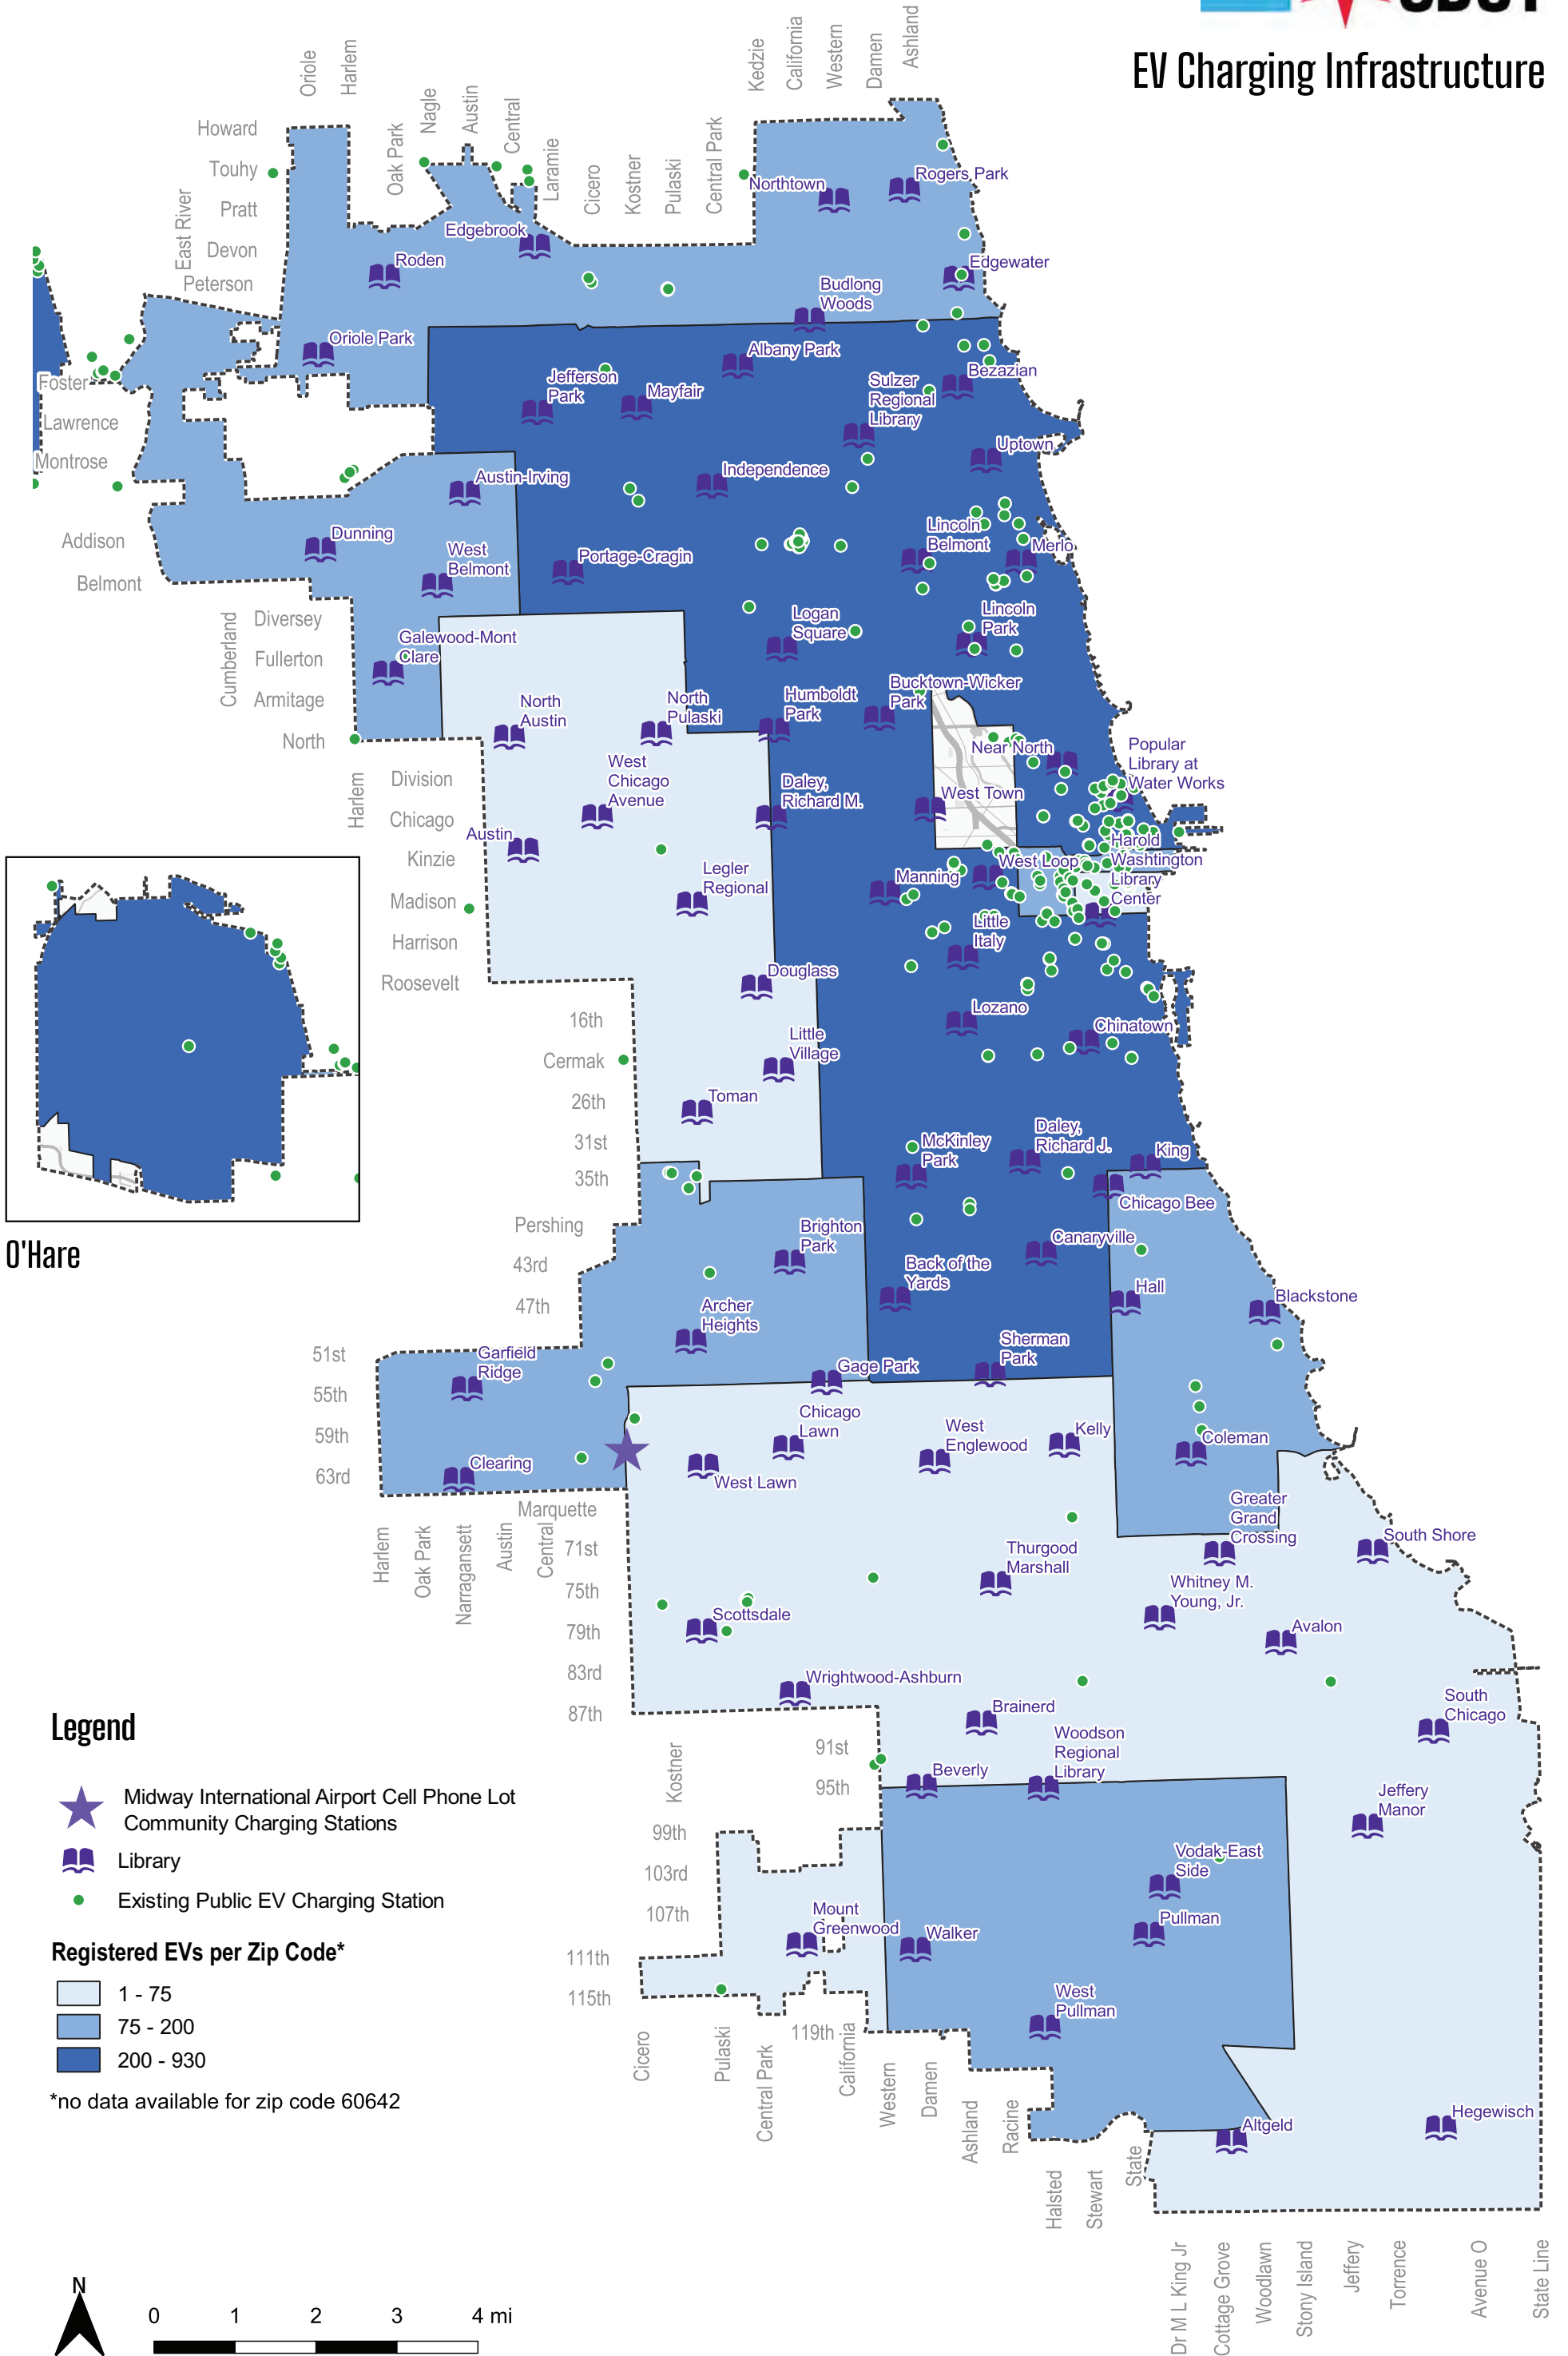 CDOT
EV Charging Infrastructure
Oriole
Harlem
Oak Park
Nagle
Austin
Central
Laramie
Cicero
Kostner
Pulaski
Central Park
Kedzie
California
Western
Damen
Ashland
Howard
Touhy
Pratt
Devon
Peterson
East River
Foster
Lawrence
Montrose
Addison
Belmont
Cumberland
Diversey
Fullerton
Armitage
North
Harlem
Division
Chicago
Kinzie
Madison
Harrison
Roosevelt
16th
Cermak
26th
31st
35th
Pershing
43rd
47th
51st
55th
59th
63rd
Marquette
71st
75th
79th
83rd
87th
91st
95th
99th
103rd
107th
111th
115th
119th
Harlem
Oak Park
Narragansett
Austin
Central
Kostner
Cicero
Pulaski
Central Park
California
Western
Damen
Ashland
Racine
Halsted
Stewart
State
Dr M L King Jr
Cottage Grove
Woodlawn
Stony Island
Jeffery
Torrence
Avenue O
State Line
Northtown
Rogers Park
Edgebrook
Roden
Edgewater
Budlong
Woods
Oriole Park
Albany Park
Jefferson
Park
Mayfair
Sulzer
Regional
Library
Bezazian
Uptown
Austin-Irving
Independence
Dunning
West
Belmont
Portage-Cragin
Lincoln
Belmont
Merlo
Logan
Square
Lincoln
Park
Galewood-Mont
Clare
North
Austin
North
Pulaski
Humboldt
Park
Bucktown-Wicker
Park
Near North
Popular
Library at
Water Works
West
Chicago
Avenue
Daley,
Richard M.
West Town
Austin
Harold
Washtington
Library
Center
West Loop
Legler
Regional
Manning
Little
Italy
Douglass
Lozano
Chinatown
Little
Village
Toman
McKinley
Park
Daley,
Richard J.
King
Chicago Bee
Brighton
Park
Canaryville
Back of the
Yards
Hall
Blackstone
Archer
Heights
Garfield
Ridge
Gage Park
Sherman
Park
Chicago
Lawn
West
Englewood
Kelly
Coleman
Clearing
West Lawn
Greater
Grand
Crossing
South Shore
Thurgood
Marshall
Whitney M.
Young, Jr.
Scottsdale
Avalon
Wrightwood-Ashburn
Brainerd
South
Chicago
Woodson
Regional
Library
Beverly
Jeffery
Manor
Vodak-East
Side
Mount
Greenwood
Walker
Pullman
West
Pullman
Altgeld
Hegewisch
O'Hare
Legend
Midway International Airport Cell Phone Lot
Community Charging Stations
Library
Existing Public EV Charging Station
Registered EVs per Zip Code*
1 - 75
75 - 200
200 - 930
*no data available for zip code 60642
N
0 1 2 3 4 mi